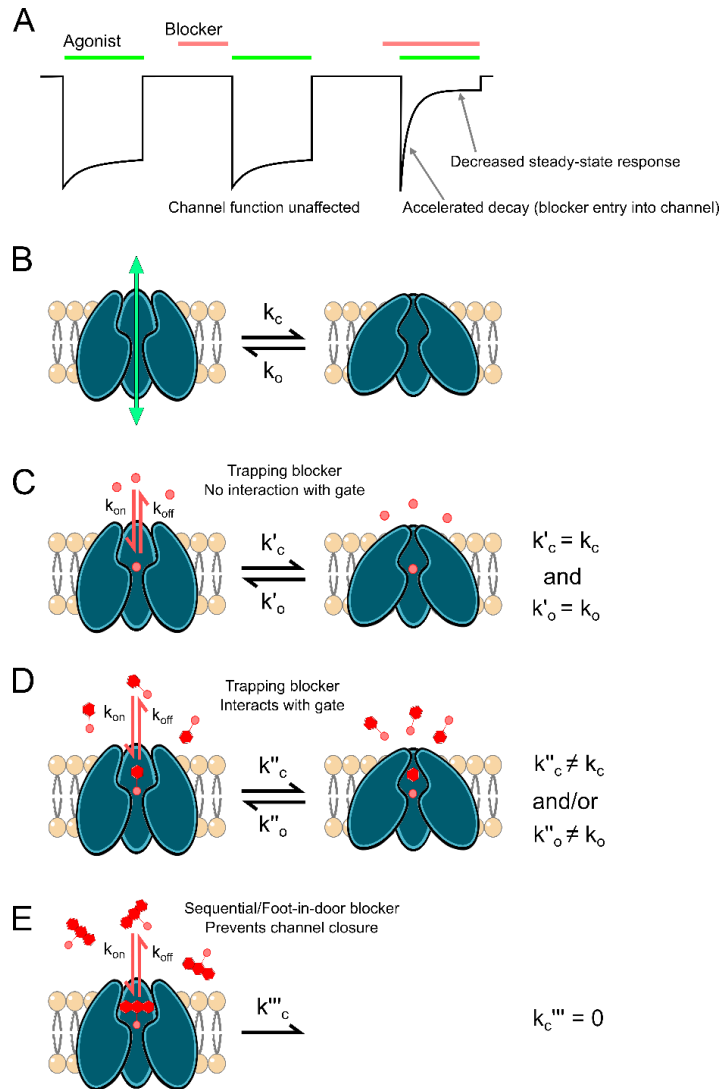 A
Agonist
Blocker
Decreased steady-state response
Channel function unaffected
Accelerated decay (blocker entry into channel)
B
kc
ko
C
Trapping blocker
No interaction with gate
kon
koff
k'c
k'o
k'c = kc
and
k'o = ko
D
Trapping blocker
Interacts with gate
kon
koff
k''c
k''o
k''c ≠ kc
and/or
k''o ≠ ko
E
Sequential/Foot-in-door blocker
Prevents channel closure
kon
koff
k'''c
kc''' = 0